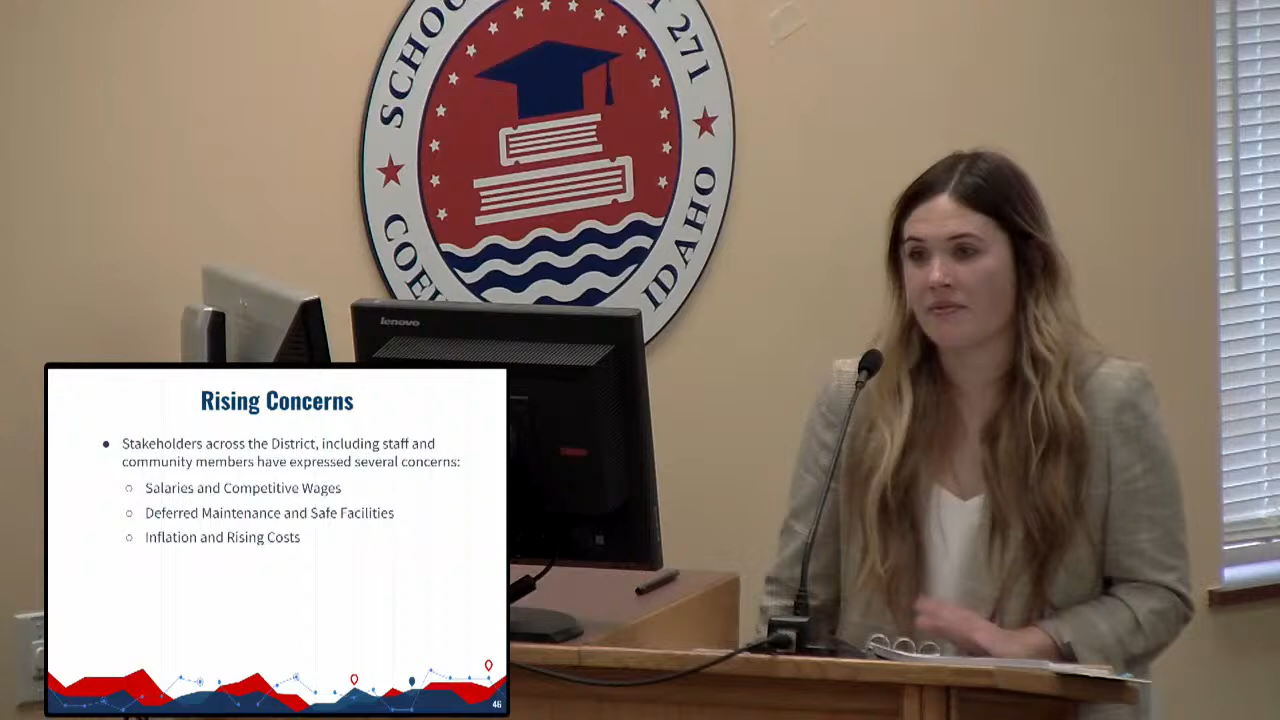 SCHOO
271
IDAHO
lenovo
Rising Concerns
Stakeholders across the District, including staff and
community members have expressed several concerns:
Salaries and Competitive Wages
Deferred Maintenance and Safe Facilities
Inflation and Rising Costs
46